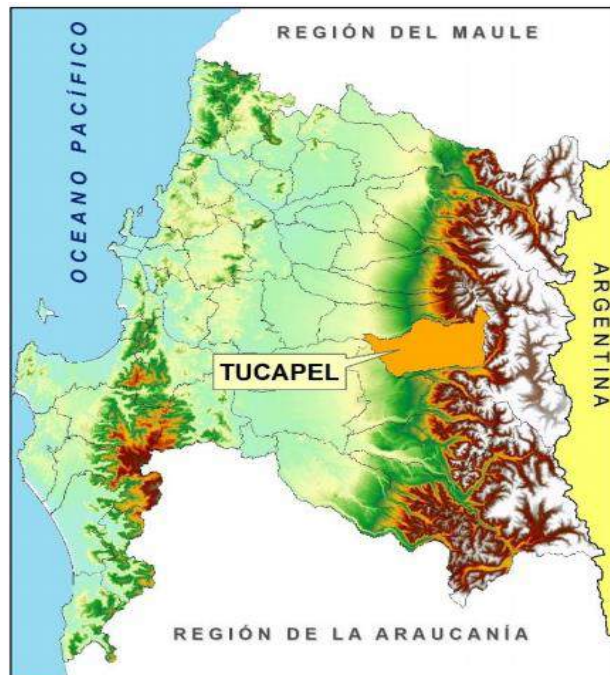 REGIÓN DEL MAULE
OCEANO PACÍFICO
ARGENTINA
TUCAPEL
REGIÓN DE LA ARAUCANÍA